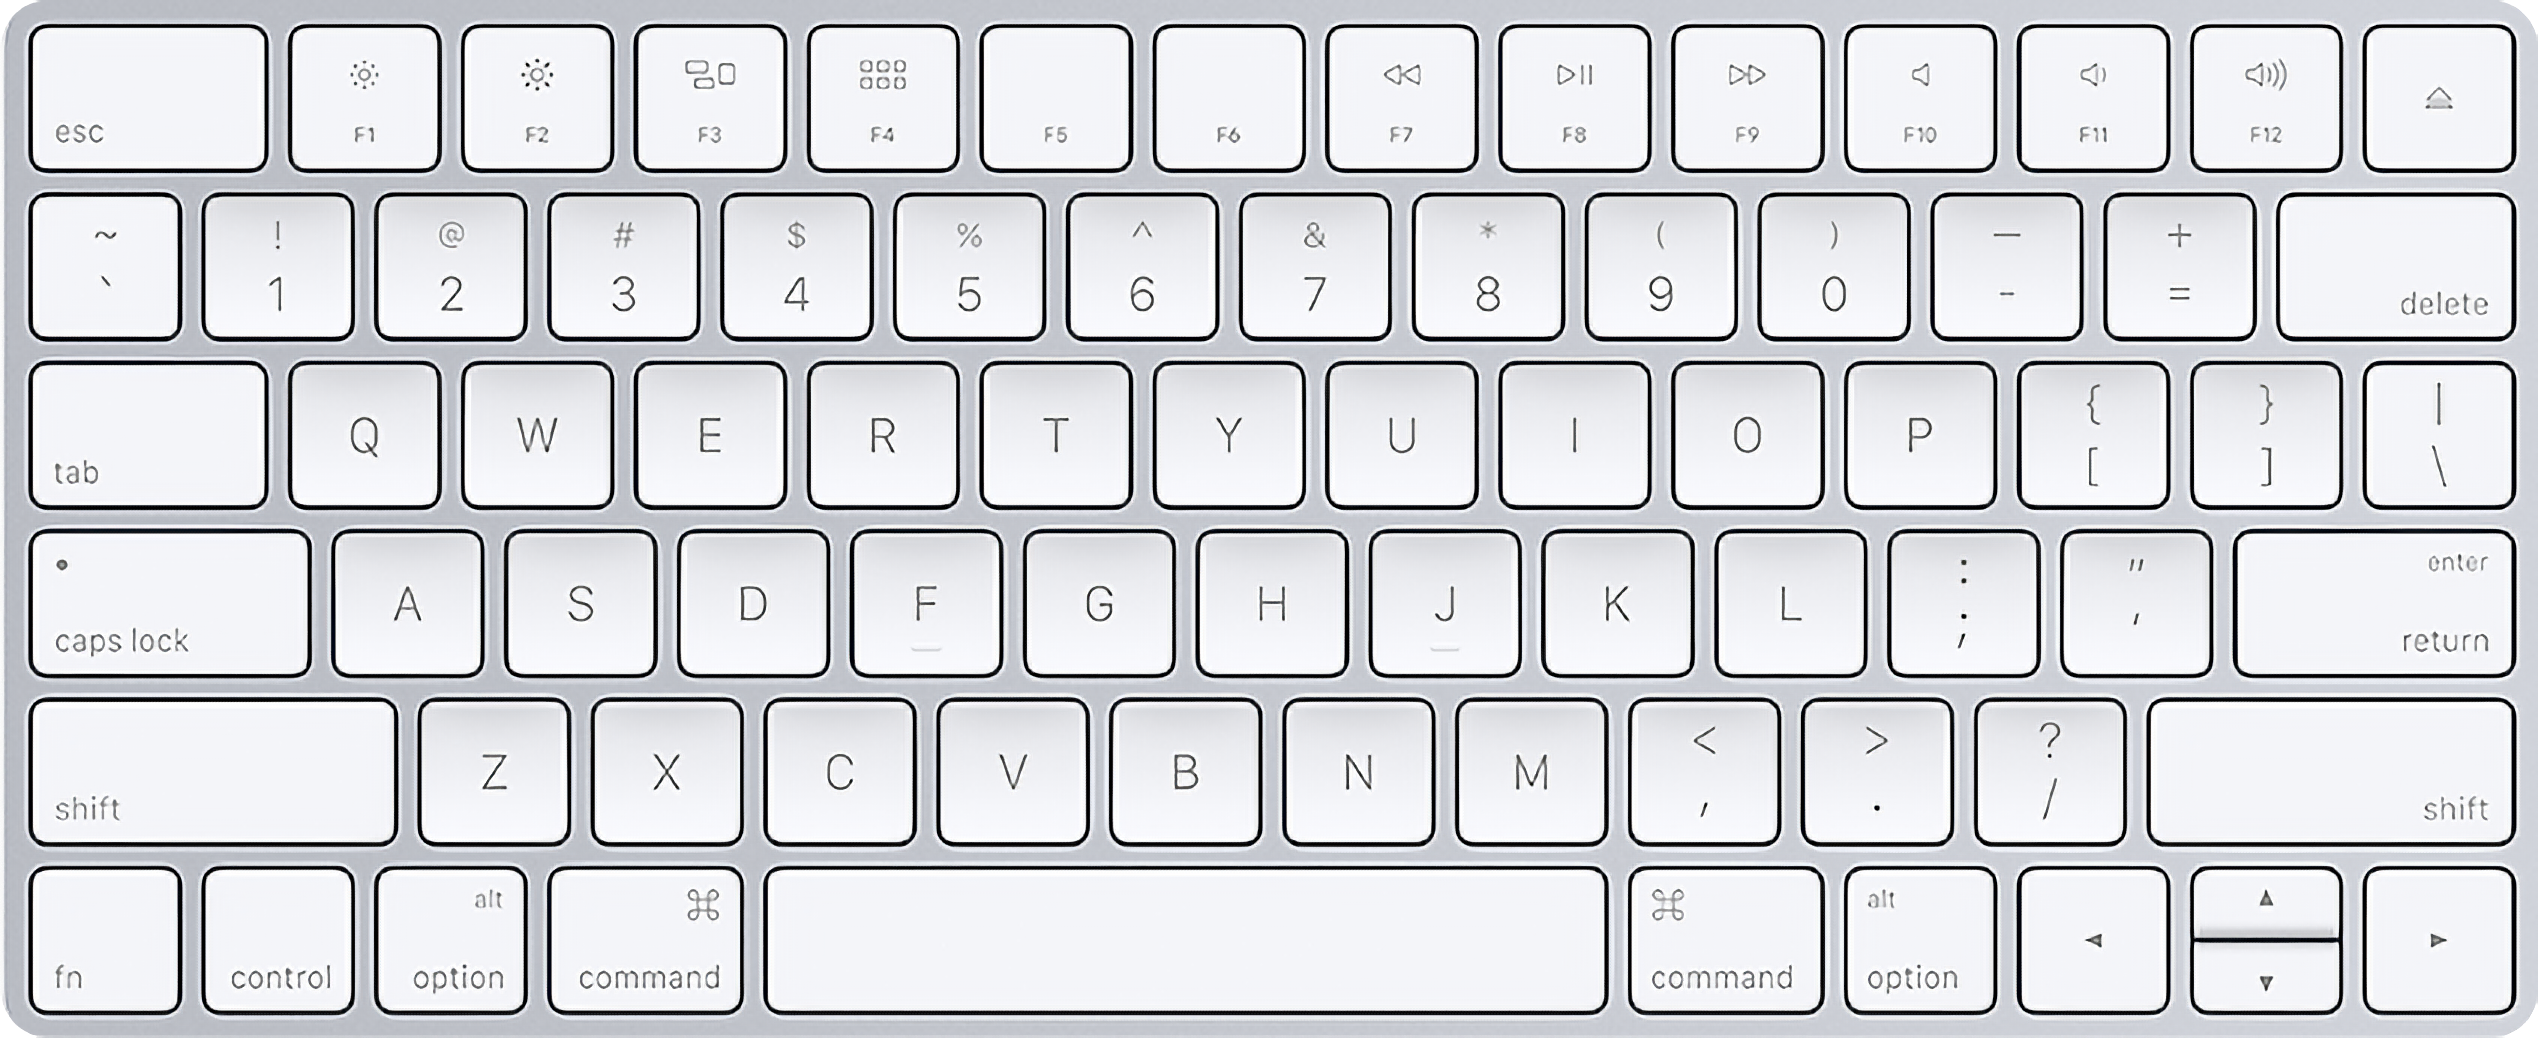 esc F1 F2 F3 F4 F5 F6 F7 F8 F9 F10 F11 F12
~ ! @ # $ % ^ & * ( ) — +
` 1 2 3 4 5 6 7 8 9 0 - = delete
tab Q W E R T Y U I O P { } |
[ ] \
caps lock A S D F G H J K L : " enter
; ' return
shift Z X C V B N M < > ? shift
, . /
alt ⌘ ⌘ alt
fn control option command command option